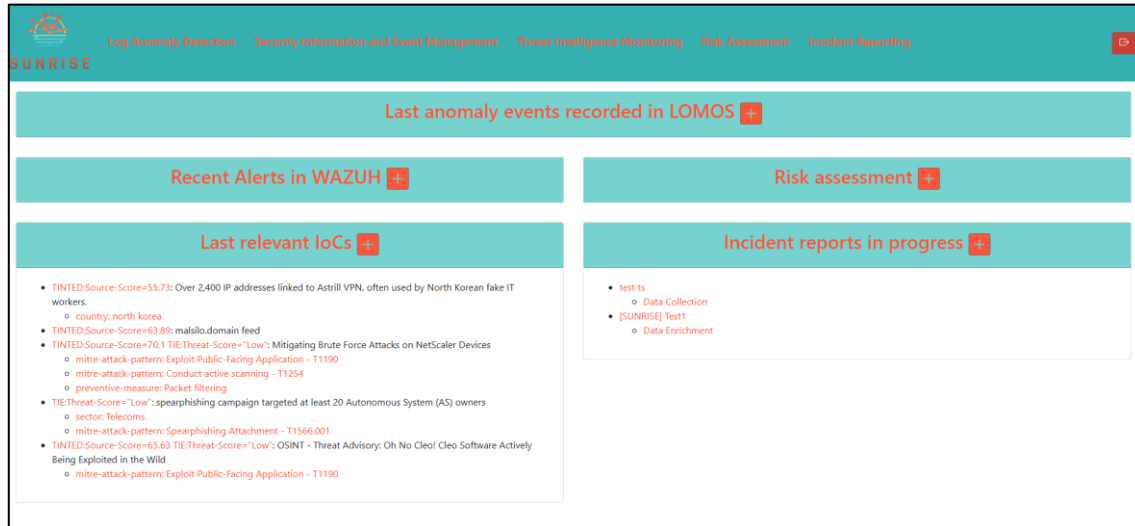 SUNRISE
Log Anomaly Detection Security Information and Event Management Threat Intelligence Monitoring Risk Assessment Incident Reporting
Last anomaly events recorded in LOMOS +
Recent Alerts in WAZUH +
Risk assessment +
Last relevant IoCs +
TINTED:Source-Score=55.73: Over 2,400 IP addresses linked to Astrill VPN, often used by North Korean fake IT
workers.
country: north korea
TINTED:Source-Score=63.89: malsilo.domain feed
TINTED:Source-Score=70.1 TIE:Threat-Score="Low": Mitigating Brute Force Attacks on NetScaler Devices
mitre-attack-pattern: Exploit Public-Facing Application - T1190
mitre-attack-pattern: Conduct active scanning - T1254
preventive-measure: Packet filtering
TIE:Threat-Score="Low": spearphishing campaign targeted at least 20 Autonomous System (AS) owners
sector: Telecoms
mitre-attack-pattern: Spearphishing Attachment - T1566.001
TINTED:Source-Score=65.63 TIE:Threat-Score="Low": OSINT - Threat Advisory: Oh No Cleo! Cleo Software Actively
Being Exploited in the Wild
mitre-attack-pattern: Exploit Public-Facing Application - T1190
Incident reports in progress +
test ts
Data Collection
[SUNRISE] Test1
Data Enrichment